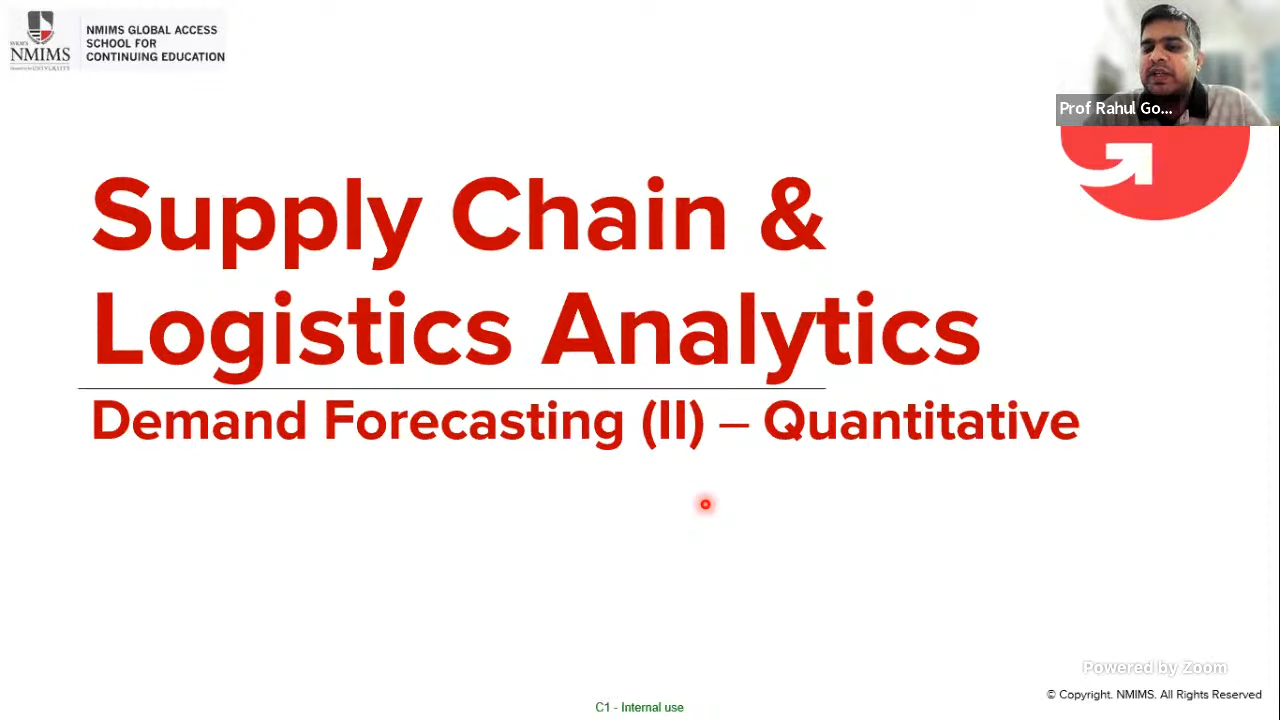 SVKM'S
NMIMS
NMIMS GLOBAL ACCESS
SCHOOL FOR
CONTINUING EDUCATION
Prof Rahul Go...
Supply Chain &
Logistics Analytics
Demand Forecasting (II) – Quantitative
Powered by Zoom
© Copyright. NMIMS. All Rights Reserved
C1 - Internal use